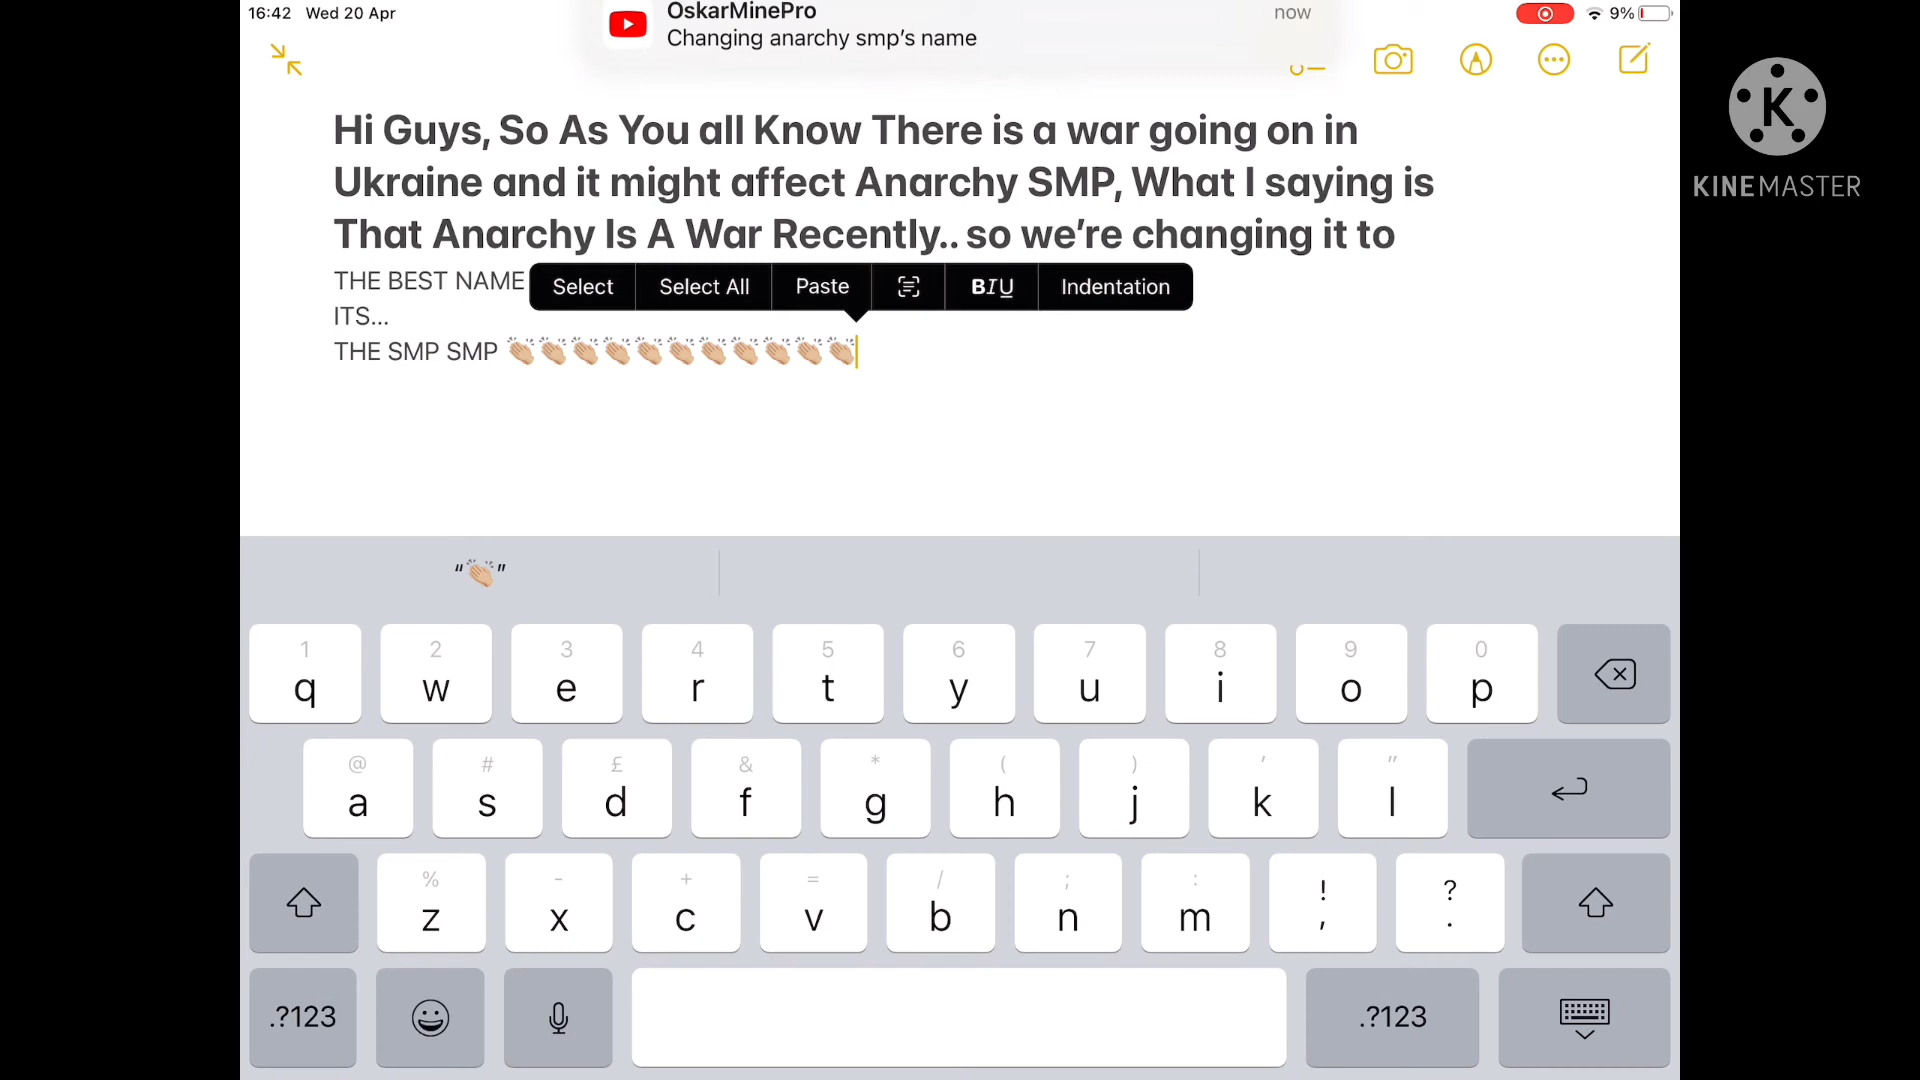 16:42 Wed 20 Apr
OskarMinePro
now
9%
Changing anarchy smp’s name
KINEMASTER
Hi Guys, So As You all Know There is a war going on in
Ukraine and it might affect Anarchy SMP, What I saying is
That Anarchy Is A War Recently.. so we’re changing it to
THE BEST NAME
Select Select All Paste BIU Indentation
ITS...
THE SMP SMP 👏🏼👏🏼👏🏼👏🏼👏🏼👏🏼👏🏼👏🏼👏🏼👏🏼👏🏼
“👏🏼”
1 2 3 4 5 6 7 8 9 0
q w e r t y u i o p
@ # £ & * ( ) ’ ”
a s d f g h j k l
% - + = / ; : ! ?
z x c v b n m , .
.?123 .?123